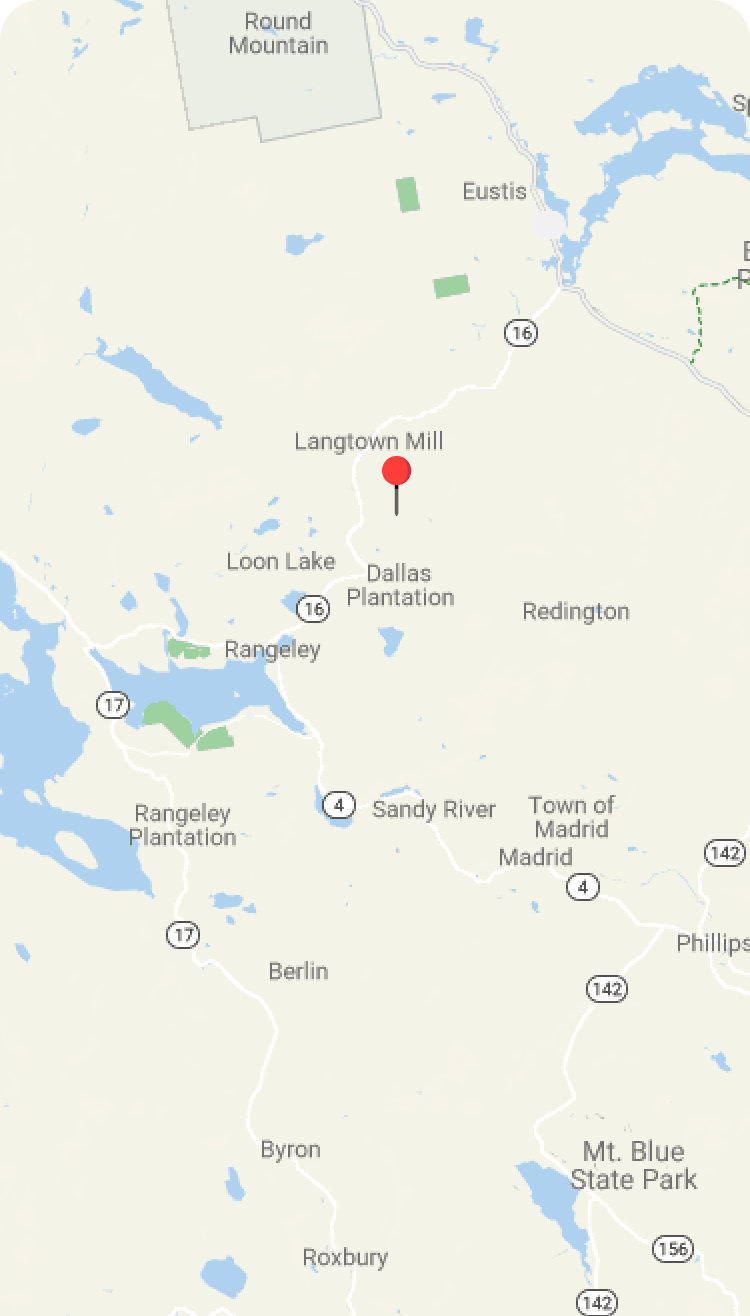 Round
Mountain
Sp
Eustis
E
P
16
Langtown Mill
Loon Lake
Dallas
Plantation
16
Redington
Rangeley
17
4
Sandy River
Town of
Madrid
Rangeley
Plantation
Madrid
142
4
17
Phillips
Berlin
142
Byron
Mt. Blue
State Park
156
Roxbury
142